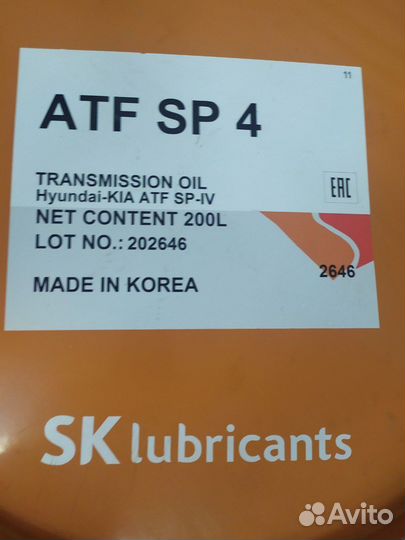 11
ATF SP 4
TRANSMISSION OIL
Hyundai-KIA ATF SP-IV
EAC
NET CONTENT 200L
LOT NO.: 202646
2646
MADE IN KOREA
SK lubricants
Avito